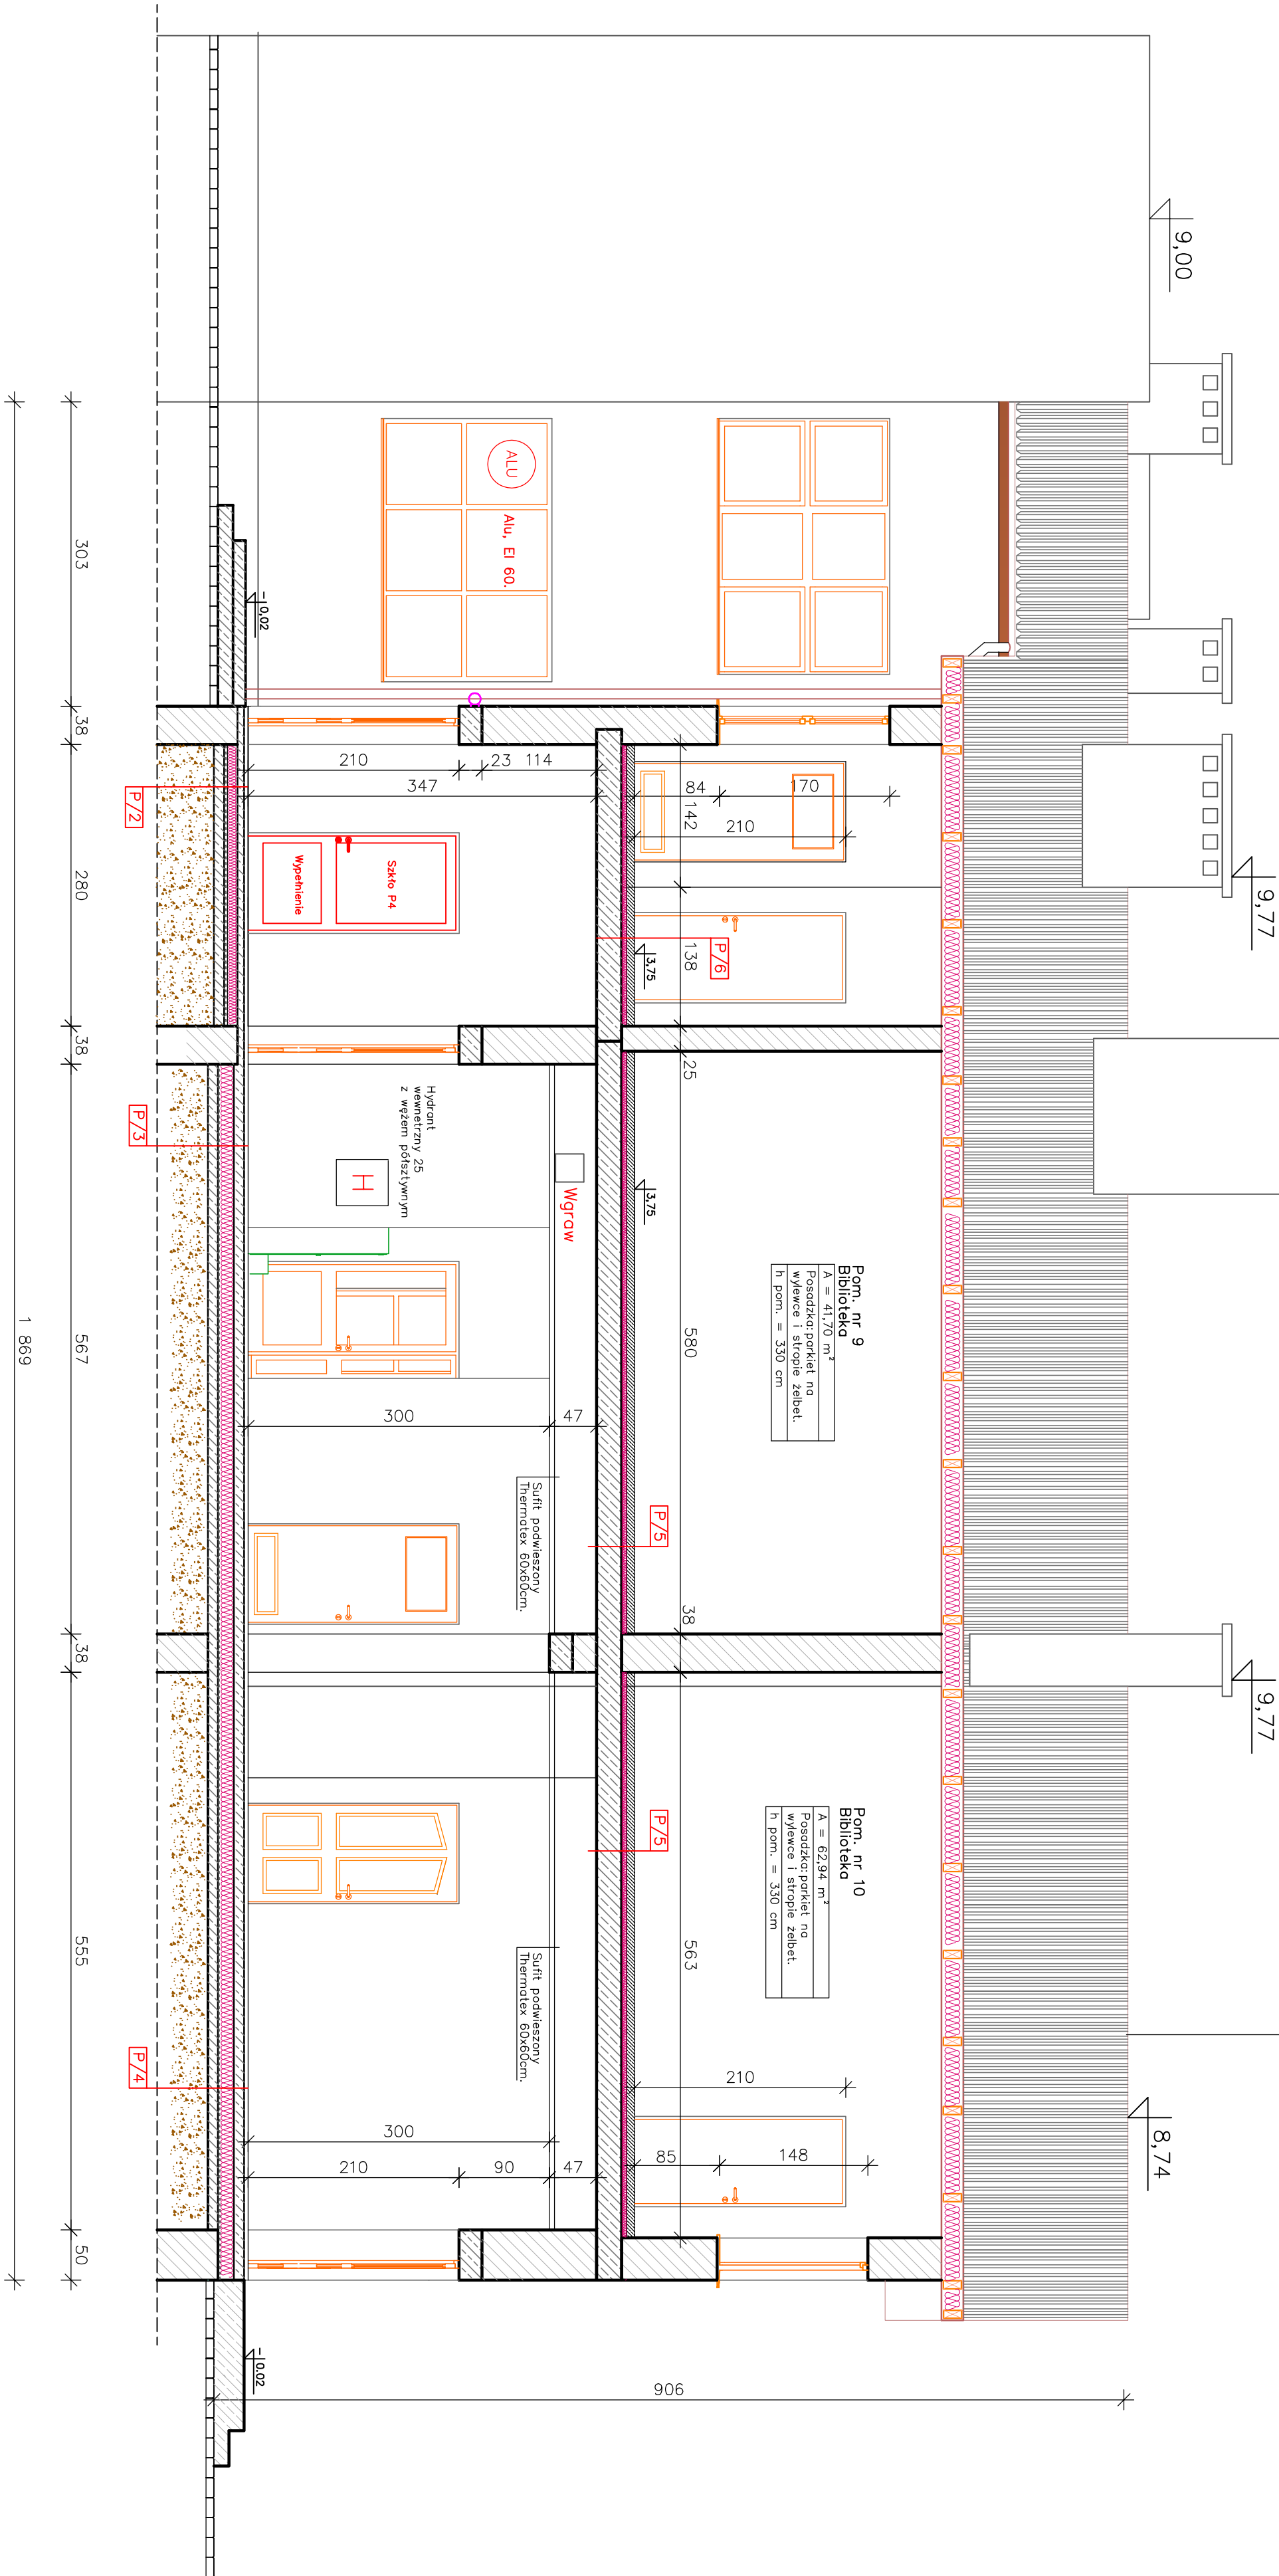 9,00
9,77
9,77
8,74
ALU
Alu, EI 60.
-0,02
210
23
114
347
84
170
142
210
138
25
580
38
563
P/6
3,75
3,75
Szkło P4
Wypełnienie
Hydrant
wewnetrzny 25
z wężem półsztywnym
H
Wgraw
Pom. nr 9
Biblioteka
A = 41,70 m²
Posadzka: parkiet na
wylewce i stropie żelbet.
h pom. = 330 cm
300
47
Sufit podwieszony
Thermatex 60x60cm.
P/5
Pom. nr 10
Biblioteka
A = 62,94 m²
Posadzka: parkiet na
wylewce i stropie żelbet.
h pom. = 330 cm
P/5
Sufit podwieszony
Thermatex 60x60cm.
210
85
148
300
210
90
47
-0.02
906
P/2
P/3
P/4
303
38
280
38
567
38
555
50
1 869